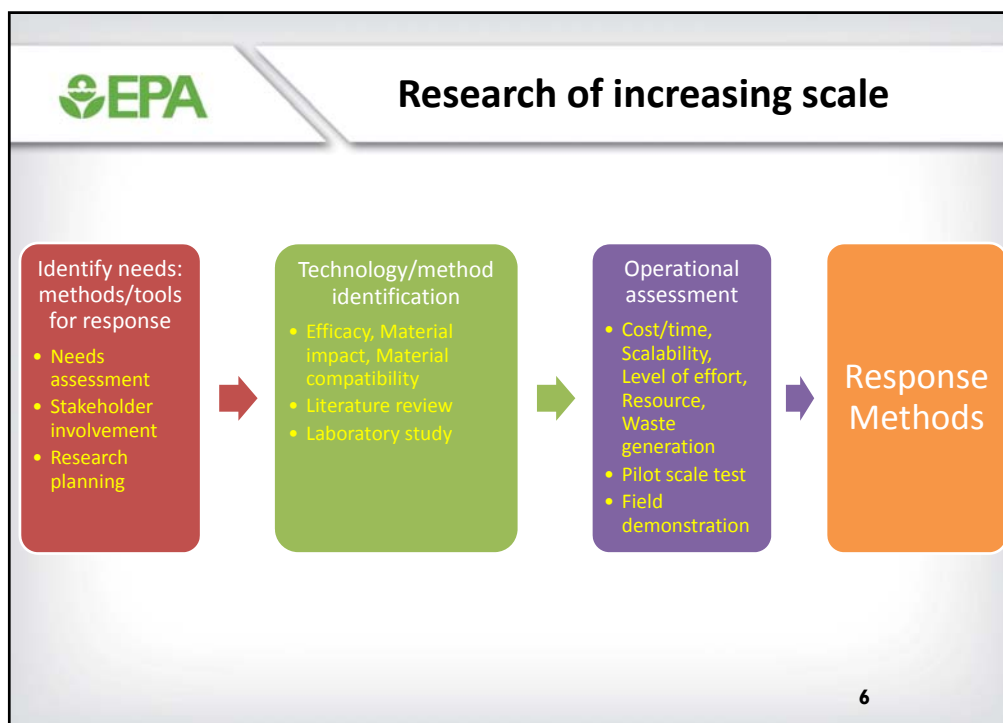 EPA
Research of increasing scale
Identify needs:
methods/tools
for response
• Needs
assessment
• Stakeholder
involvement
• Research
planning
Technology/method
identification
• Efficacy, Material
impact, Material
compatibility
• Literature review
• Laboratory study
Operational
assessment
• Cost/time,
Scalability,
Level of effort,
Resource,
Waste
generation
• Pilot scale test
• Field
demonstration
Response
Methods
6